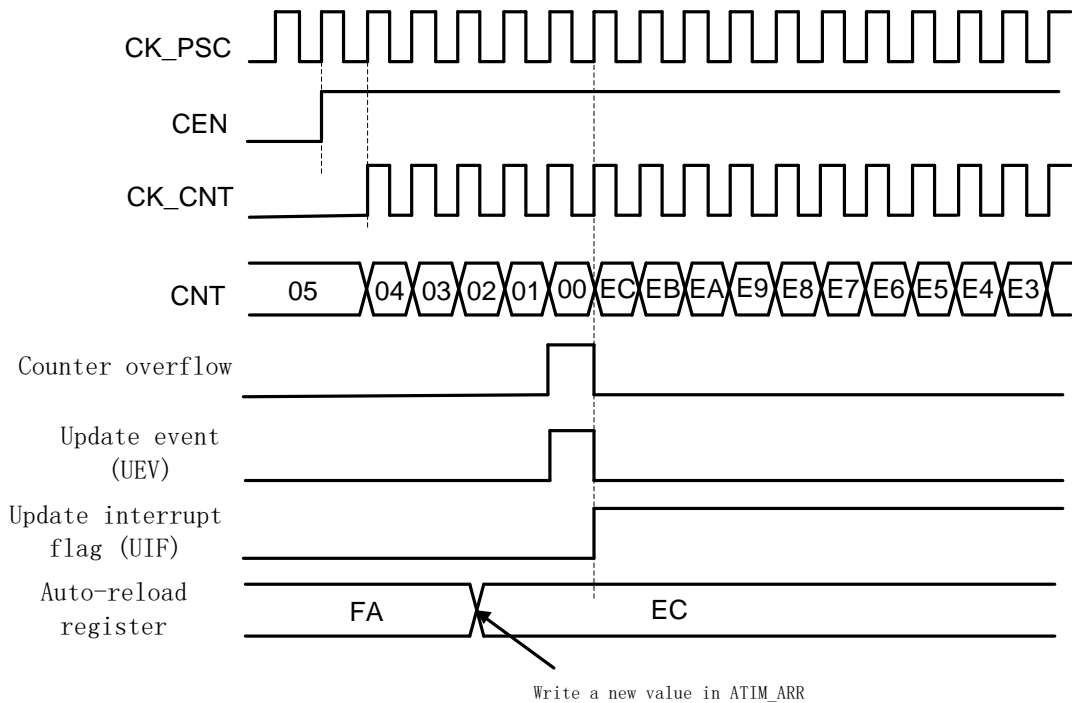 CK_PSC
CEN
CK_CNT
CNT
05 04 03 02 01 00 EC EB EA E9 E8 E7 E6 E5 E4 E3
Counter overflow
Update event
(UEV)
Update interrupt
flag (UIF)
Auto-reload
register
FA EC
Write a new value in ATIM_ARR